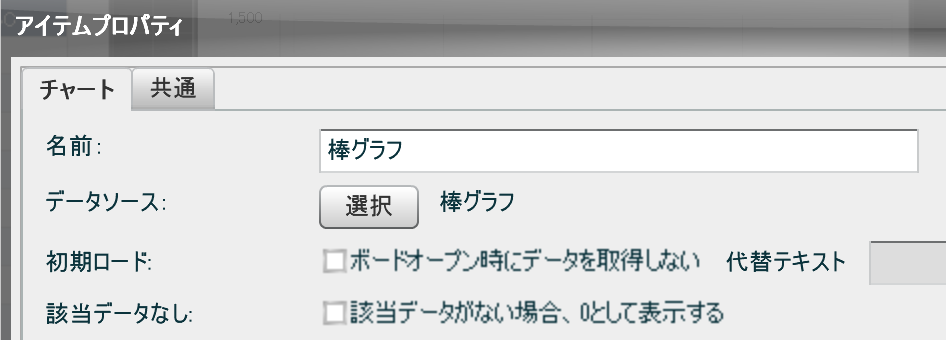 1,500
アイテムプロパティ
チャート 共通
名前: 棒グラフ
データソース: 選択 棒グラフ
初期ロード: ボードオープン時にデータを取得しない 代替テキスト
該当データなし: 該当データがない場合、0として表示する